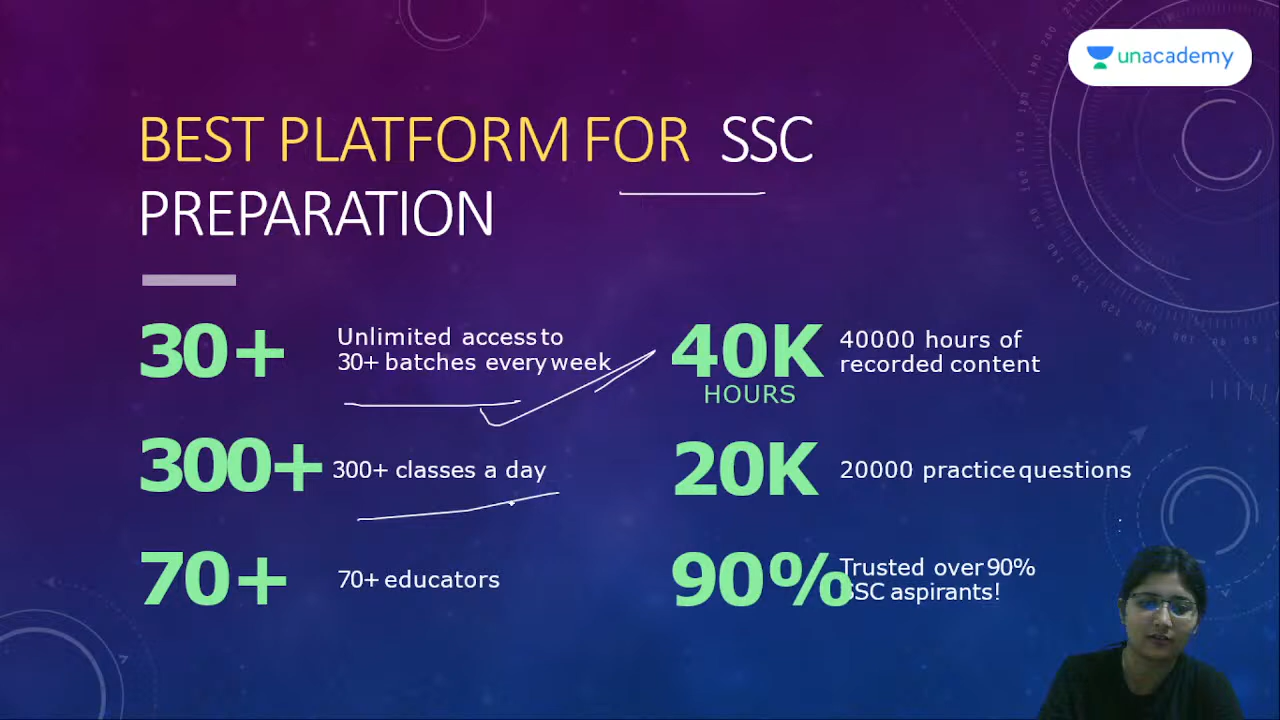 unacademy
BEST PLATFORM FOR SSC
PREPARATION
30+
Unlimited access to
30+ batches every week
40K
HOURS
40000 hours of
recorded content
300+
300+ classes a day
20K
20000 practice questions
70+
70+ educators
90%
Trusted over 90%
SSC aspirants!